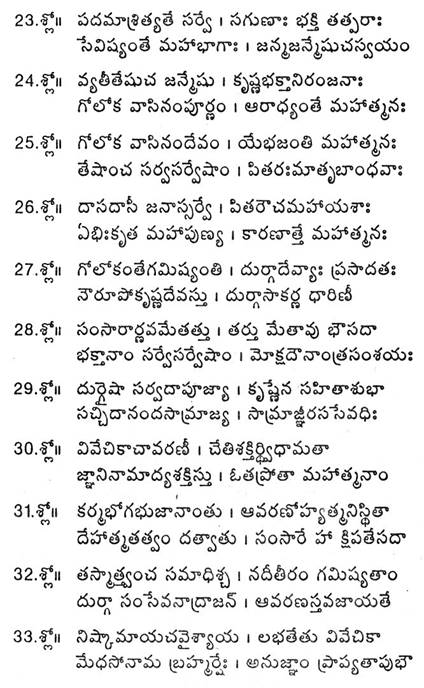 23.శ్లో॥ పదమాశ్రిత్యతే సర్వే । సగుణాః భక్తి తత్పరాః
సేవిష్యంతే మహాభాగాః । జన్మజన్మేషుచస్వయం
24.శ్లో॥ వ్యతీతేషుచ జన్మేషు । కృష్ణభక్తానిరంజనాః
గోలోక వాసినంపూర్ణం । ఆరాధ్యంతే మహాత్మనః
25.శ్లో॥ గోలోక వాసినందేవం । యేభజంతి మహాత్మనః
తేషాంచ సర్వసర్వేషాం । పితరఃమాతృబాంధవాః
26.శ్లో॥ దాసదాసీ జనాస్సర్వే । పితరౌచమహాయశాః
ఏభిఃకృత మహాపుణ్య । కారణాత్తే మహాత్మనః
27.శ్లో॥ గోలోకంతేగమిష్యంతి । దుర్గాదేవ్యాః ప్రసాదతః
నౌరూపోకృష్ణదేవస్తు । దుర్గాసాకర్ణ ధారిణీ
28.శ్లో॥ సంసారార్ణవమేతత్తు । తర్తు మేతావు భౌసదా
భక్తానాం సర్వేసర్వేషాం । మోక్షదౌనాంత్రసంశయః
29.శ్లో॥ దుర్గైషా సర్వదాపూజ్యా । కృష్ణేన సహితాశుభా
సచ్చిదానందసామ్రాజ్య । సామ్రాజ్ఞీరససేవధిః
30.శ్లో॥ వివేచికాచావరణీ । చేతిశక్తిర్ద్విధామతా
జ్ఞానినామాద్యశక్తిస్తు । ఓతప్రోతా మహాత్మనాం
31.శ్లో॥ కర్మభోగభుజానాంతు । ఆవరణోహ్యత్మనిస్థితా
దేహాత్మతత్వం దత్వాతు । సంసారే హా క్షిపతేసదా
32.శ్లో॥ తస్మాత్త్వంచ సమాధిశ్చ । నదీతీరం గమిష్యతాం
దుర్గా సంసేవనాద్రాజన్ । ఆవరణస్తవజాయతే
33.శ్లో॥ నిష్కామాయచవైశ్యాయ । లభతేతు వివేచికా
మేధసోనామ బ్రహ్మర్షేః । అనుజ్ఞాం ప్రాప్యతాపుభౌ